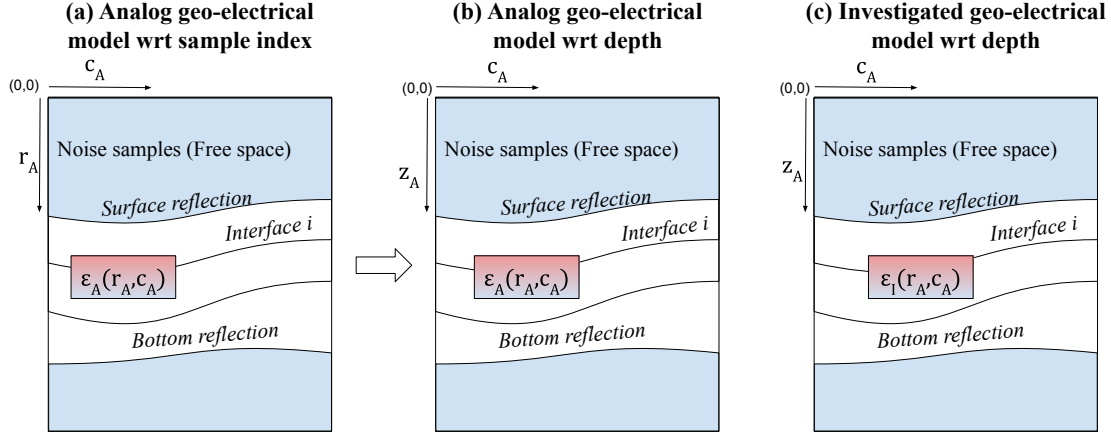 (a) Analog geo-electrical
model wrt sample index
(0,0)
c_A
r_A
Noise samples (Free space)
Surface reflection
Interface i
ε_A(r_A,c_A)
Bottom reflection
(b) Analog geo-electrical
model wrt depth
(0,0)
c_A
z_A
Noise samples (Free space)
Surface reflection
Interface i
ε_A(r_A,c_A)
Bottom reflection
(c) Investigated geo-electrical
model wrt depth
(0,0)
c_A
z_A
Noise samples (Free space)
Surface reflection
Interface i
ε_I(r_A,c_A)
Bottom reflection